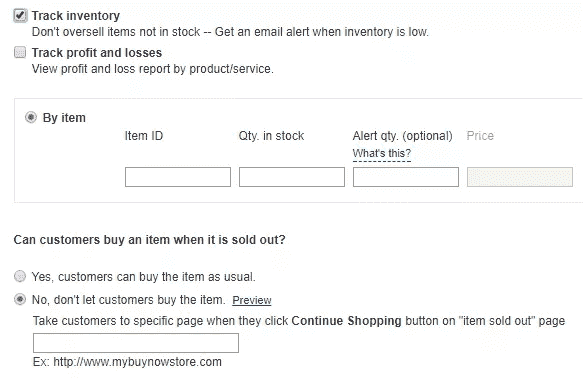 Track inventory
Don't oversell items not in stock -- Get an email alert when inventory is low.
Track profit and losses
View profit and loss report by product/service.
By item
Item ID Qty. in stock Alert qty. (optional) Price
What's this?
Can customers buy an item when it is sold out?
Yes, customers can buy the item as usual.
No, don't let customers buy the item. Preview
Take customers to specific page when they click Continue Shopping button on "item sold out" page
Ex: http://www.mybuynowstore.com